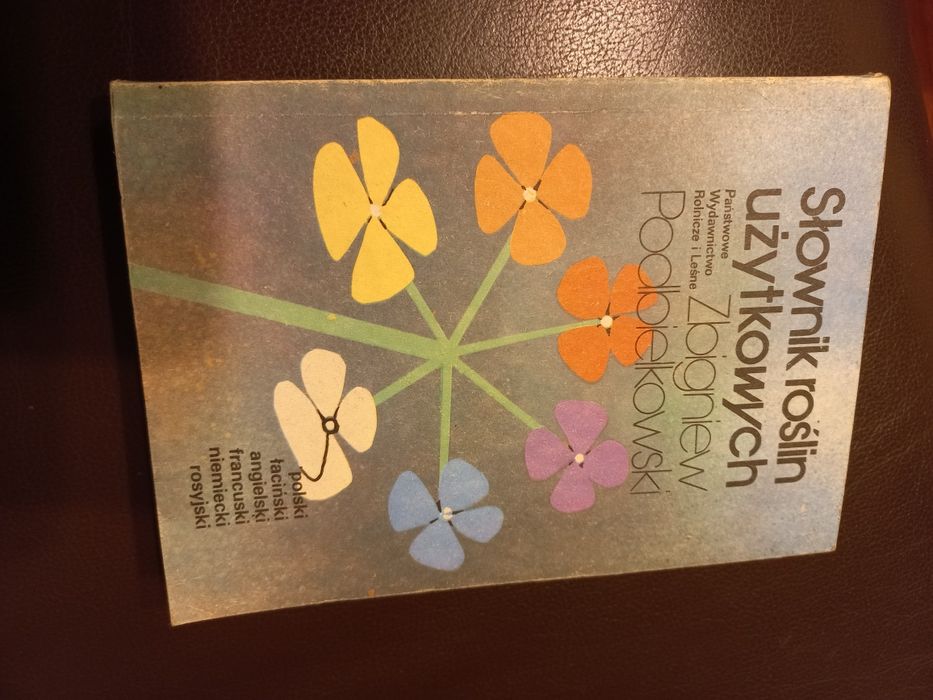 Słownik roślin
użytkowych
Państwowe
Wydawnictwo
Rolnicze i Leśne
Zbigniew
Podbielkowski
polski
łaciński
angielski
francuski
niemiecki
rosyjski